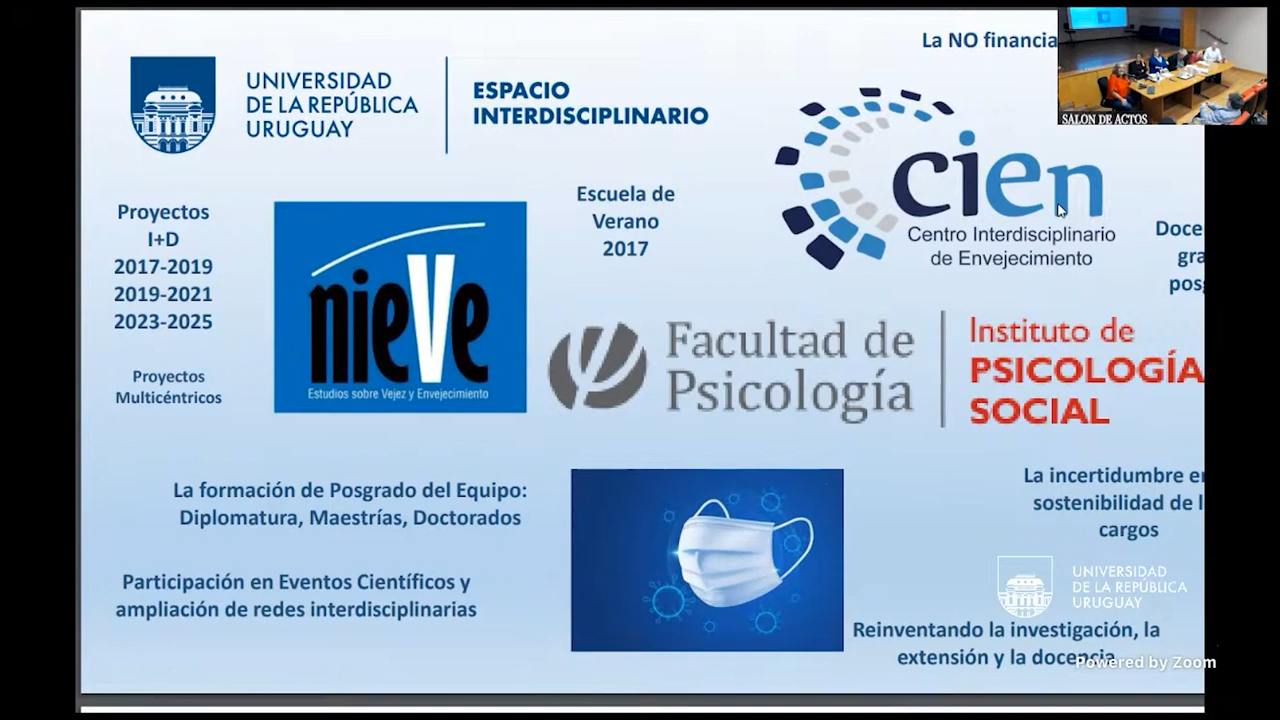 La NO financia
SALON DE ACTOS
UNIVERSIDAD
DE LA REPÚBLICA
URUGUAY
ESPACIO
INTERDISCIPLINARIO
cien
Centro Interdisciplinario
de Envejecimiento
Escuela de
Verano
2017
Proyectos
I+D
2017-2019
2019-2021
2023-2025
Proyectos
Multicéntricos
nieve
Estudios sobre Vejez y Envejecimiento
Doce
gra
pos
Facultad de
Psicología
Instituto de
PSICOLOGÍA
SOCIAL
La formación de Posgrado del Equipo:
Diplomatura, Maestrías, Doctorados
La incertidumbre e
sostenibilidad de l
cargos
Participación en Eventos Científicos y
ampliación de redes interdisciplinarias
UNIVERSIDAD
DE LA REPÚBLICA
URUGUAY
Reinventando la investigación, la
extensión y la docencia
Powered by Zoom